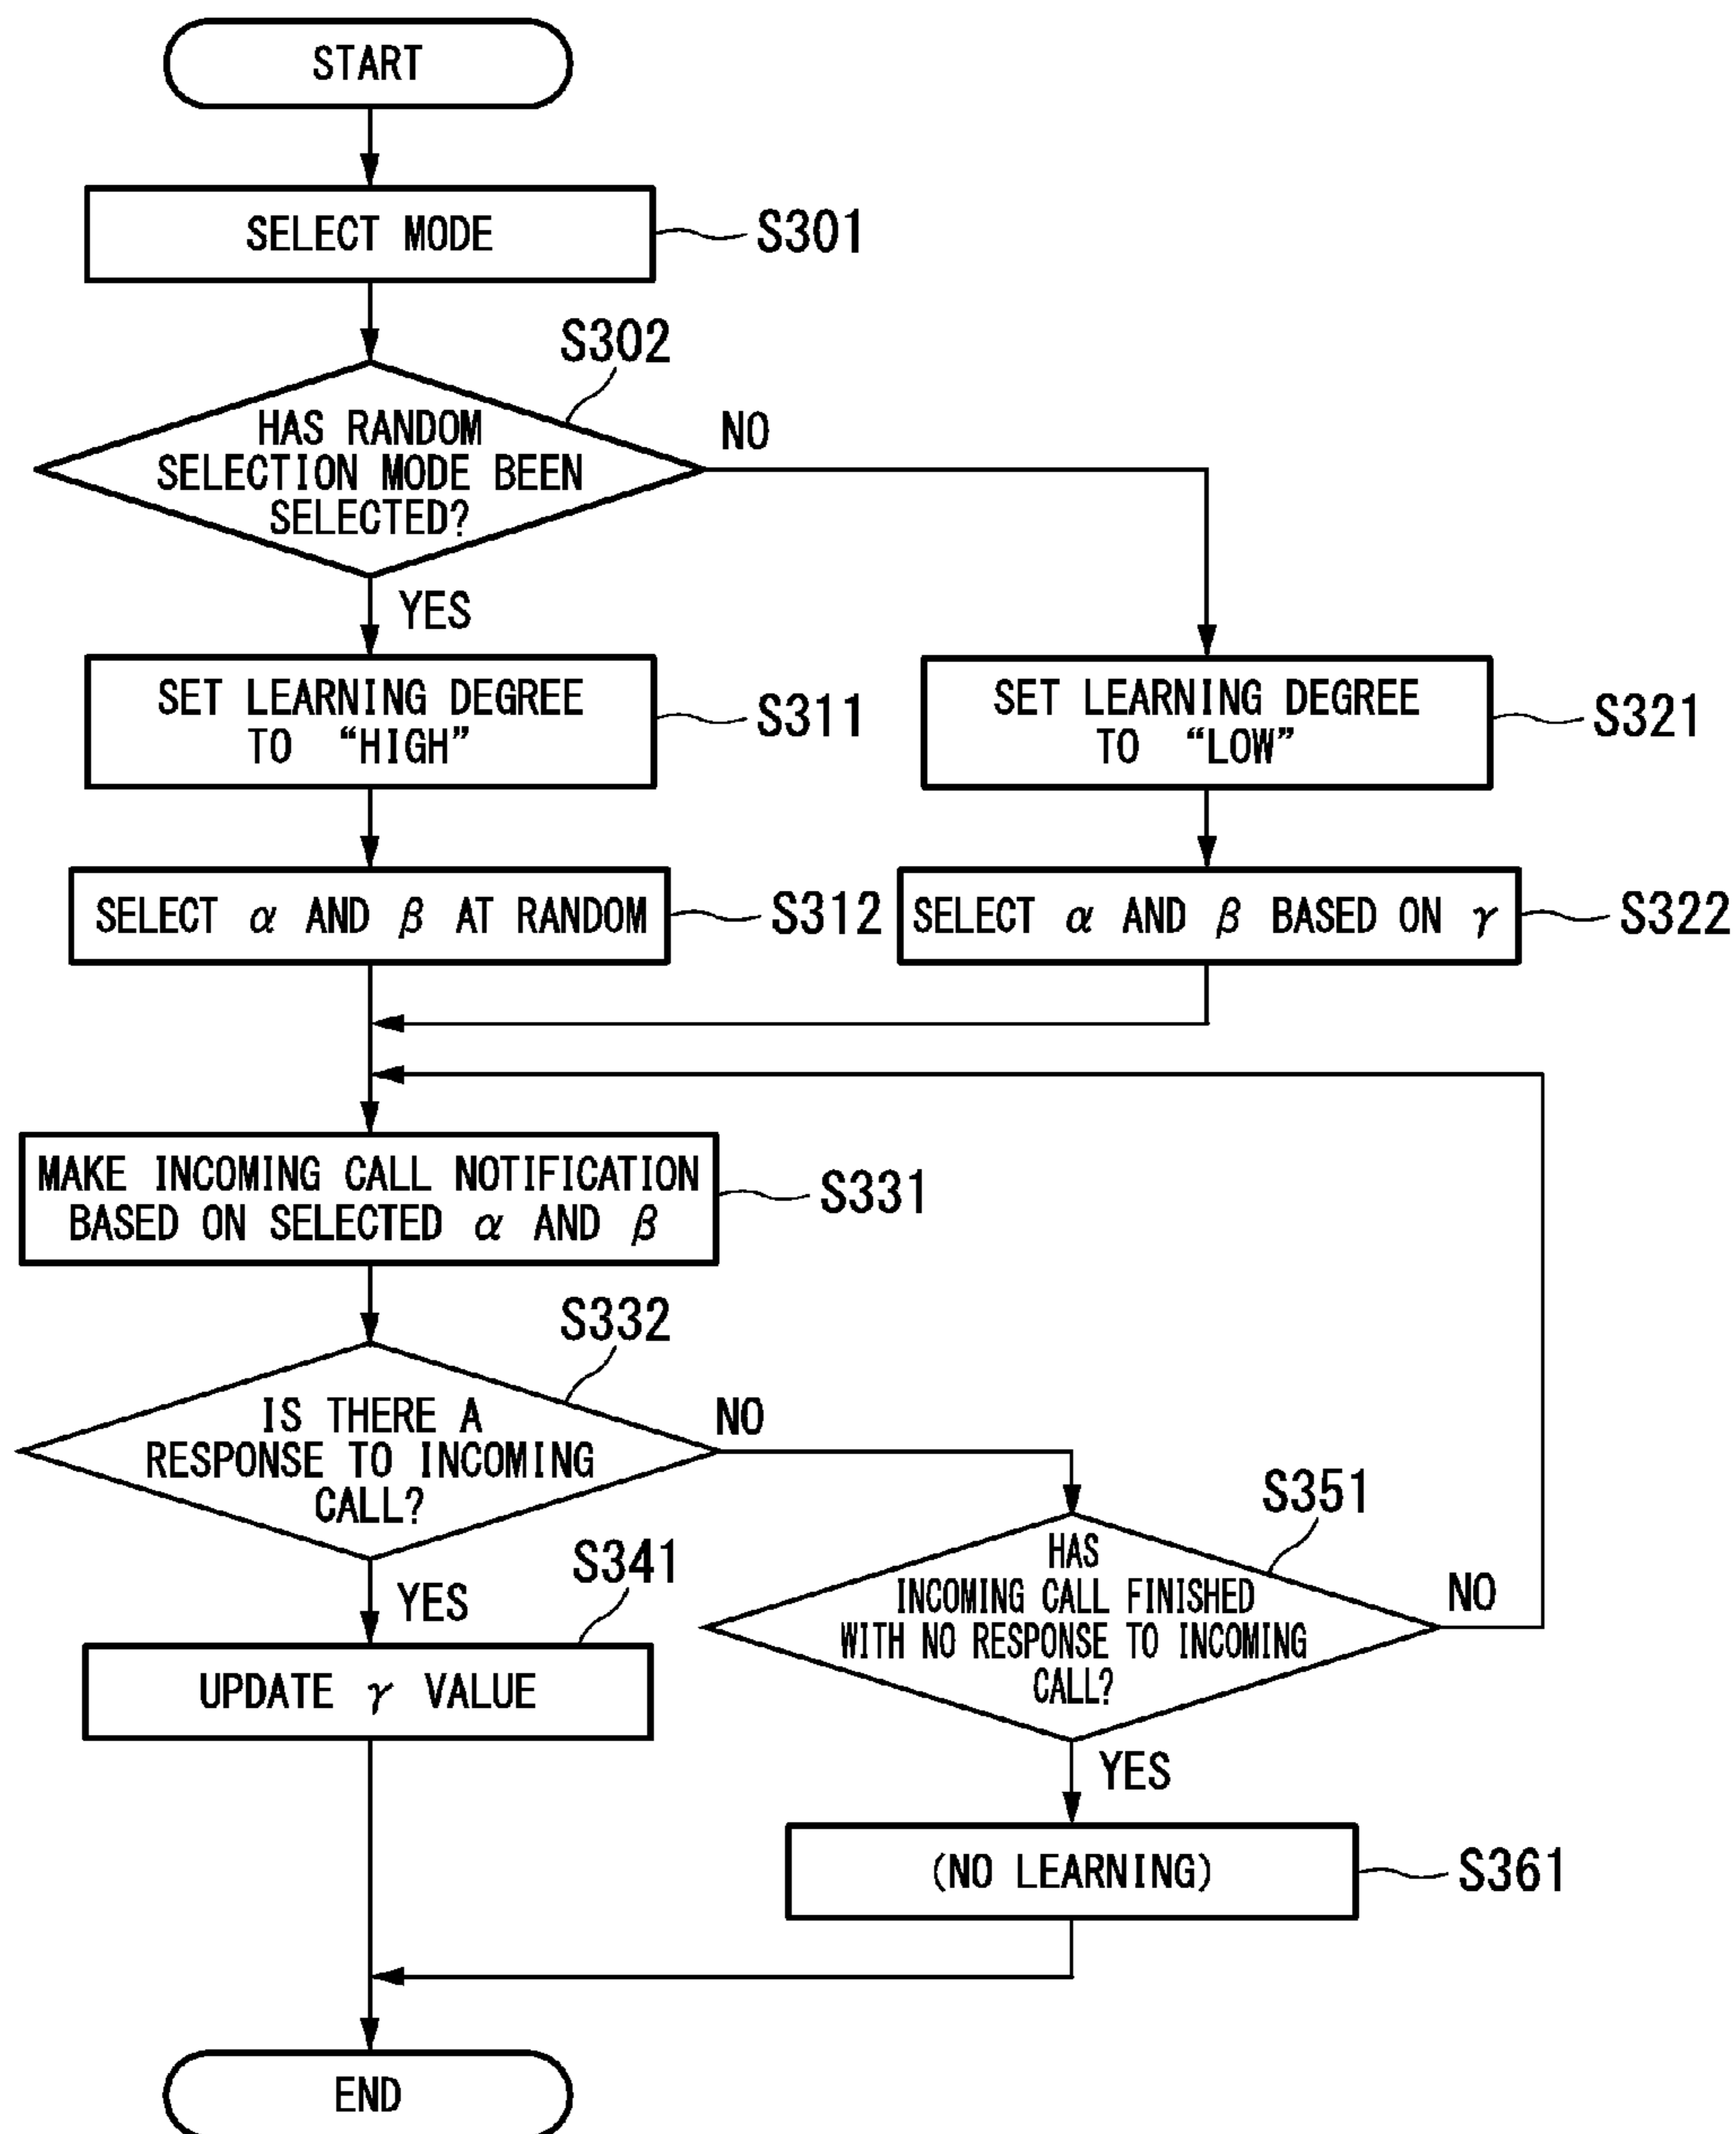 START
SELECT MODE
S301
S302
HAS RANDOM
SELECTION MODE BEEN
SELECTED?
NO
YES
SET LEARNING DEGREE
TO “HIGH”
S311
SET LEARNING DEGREE
TO “LOW”
S321
SELECT α AND β AT RANDOM
S312
SELECT α AND β BASED ON γ
S322
MAKE INCOMING CALL NOTIFICATION
BASED ON SELECTED α AND β
S331
S332
IS THERE A
RESPONSE TO INCOMING
CALL?
NO
YES
S341
UPDATE γ VALUE
S351
HAS
INCOMING CALL FINISHED
WITH NO RESPONSE TO INCOMING
CALL?
NO
YES
(NO LEARNING)
S361
END